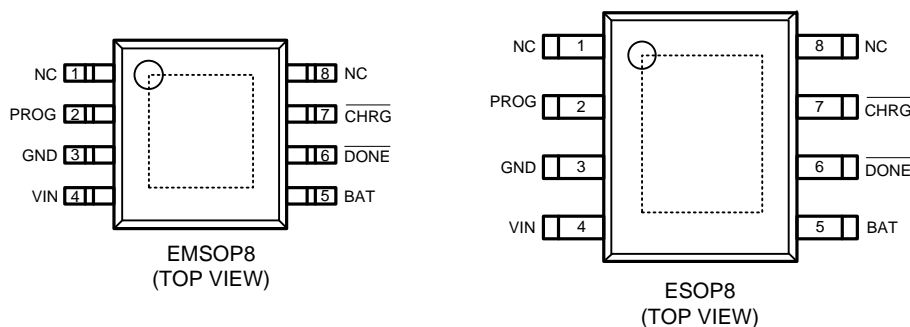 NC 1 8 NC
PROG 2 7 CHRG
GND 3 6 DONE
VIN 4 5 BAT
EMSOP8
(TOP VIEW)
NC 1 8 NC
PROG 2 7 CHRG
GND 3 6 DONE
VIN 4 5 BAT
ESOP8
(TOP VIEW)